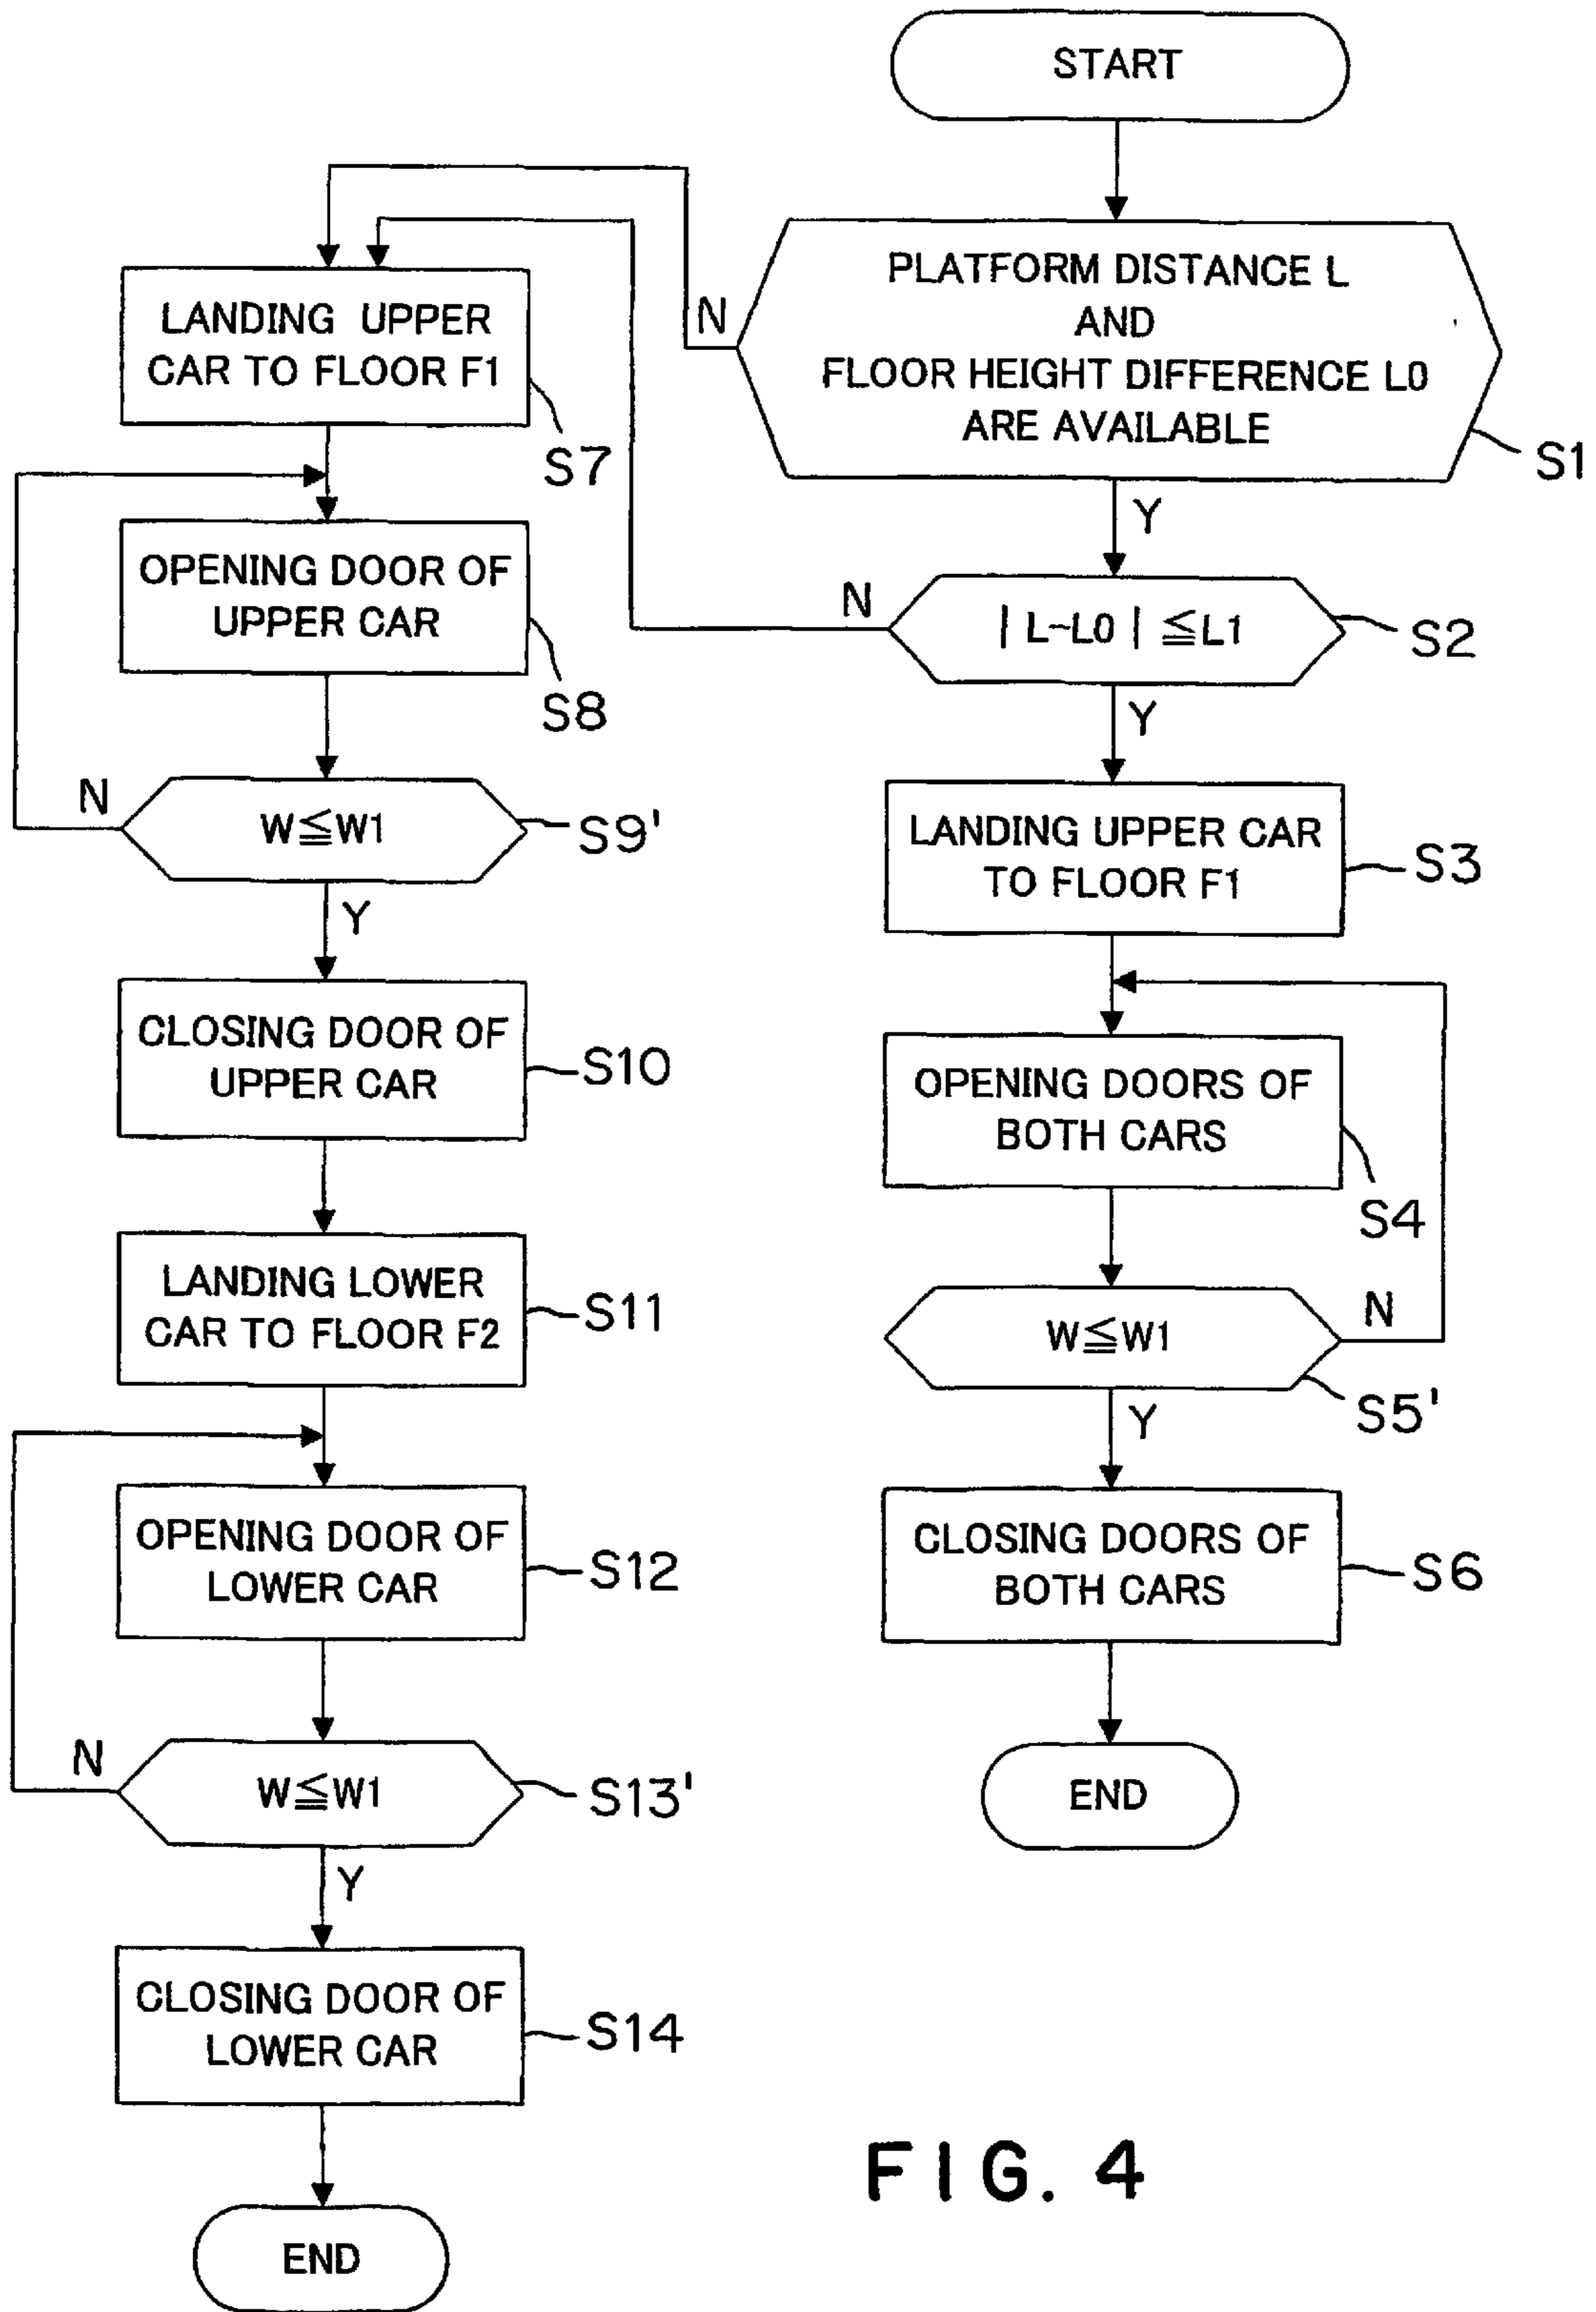 START
PLATFORM DISTANCE L
AND
FLOOR HEIGHT DIFFERENCE L0
ARE AVAILABLE
S1
N
Y
| L-L0 | ≦L1
S2
N
Y
LANDING UPPER CAR
TO FLOOR F1
S3
OPENING DOORS OF
BOTH CARS
S4
W≦W1
N
S5'
Y
CLOSING DOORS OF
BOTH CARS
S6
END
LANDING UPPER
CAR TO FLOOR F1
S7
OPENING DOOR OF
UPPER CAR
S8
N
W≦W1
S9'
Y
CLOSING DOOR OF
UPPER CAR
S10
LANDING LOWER
CAR TO FLOOR F2
S11
OPENING DOOR OF
LOWER CAR
S12
N
W≦W1
S13'
Y
CLOSING DOOR OF
LOWER CAR
S14
END
FIG. 4